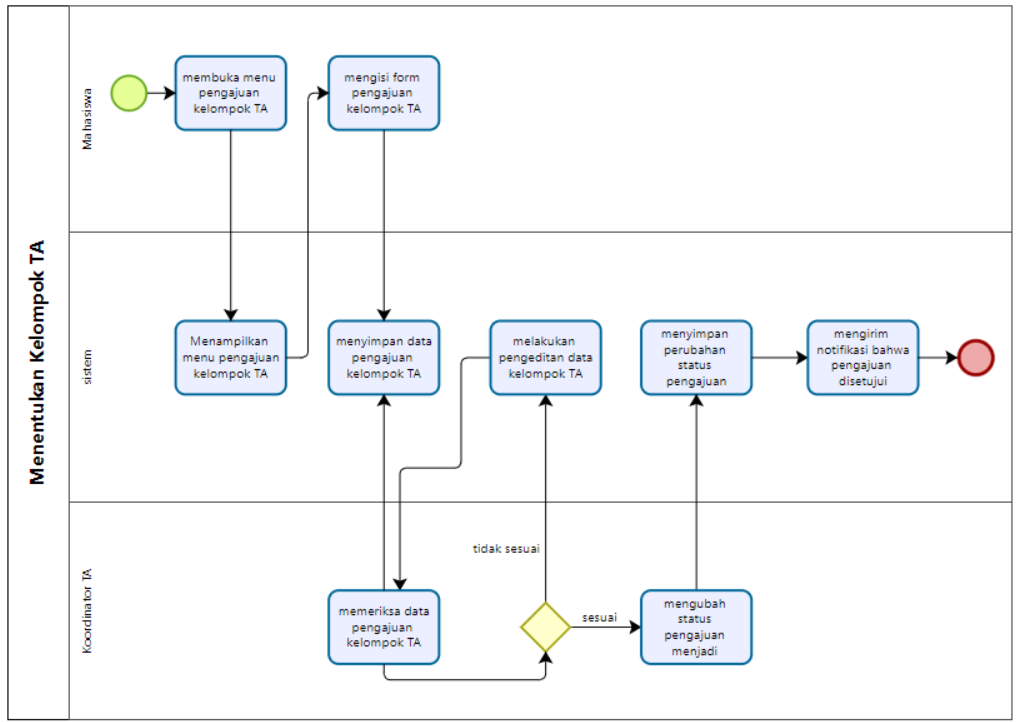 Menentukan Kelompok TA
Mahasiswa
membuka menu
pengajuan
kelompok TA
mengisi form
pengajuan
kelompok TA
sistem
Menampilkan
menu pengajuan
kelompok TA
menyimpan data
pengajuan
kelompok TA
melakukan
pengeditan data
kelompok TA
menyimpan
perubahan
status
pengajuan
mengirim
notifikasi bahwa
pengajuan
disetujui
Koordinator TA
memeriksa data
pengajuan
kelompok TA
tidak sesuai
sesuai
mengubah
status
pengajuan
menjadi